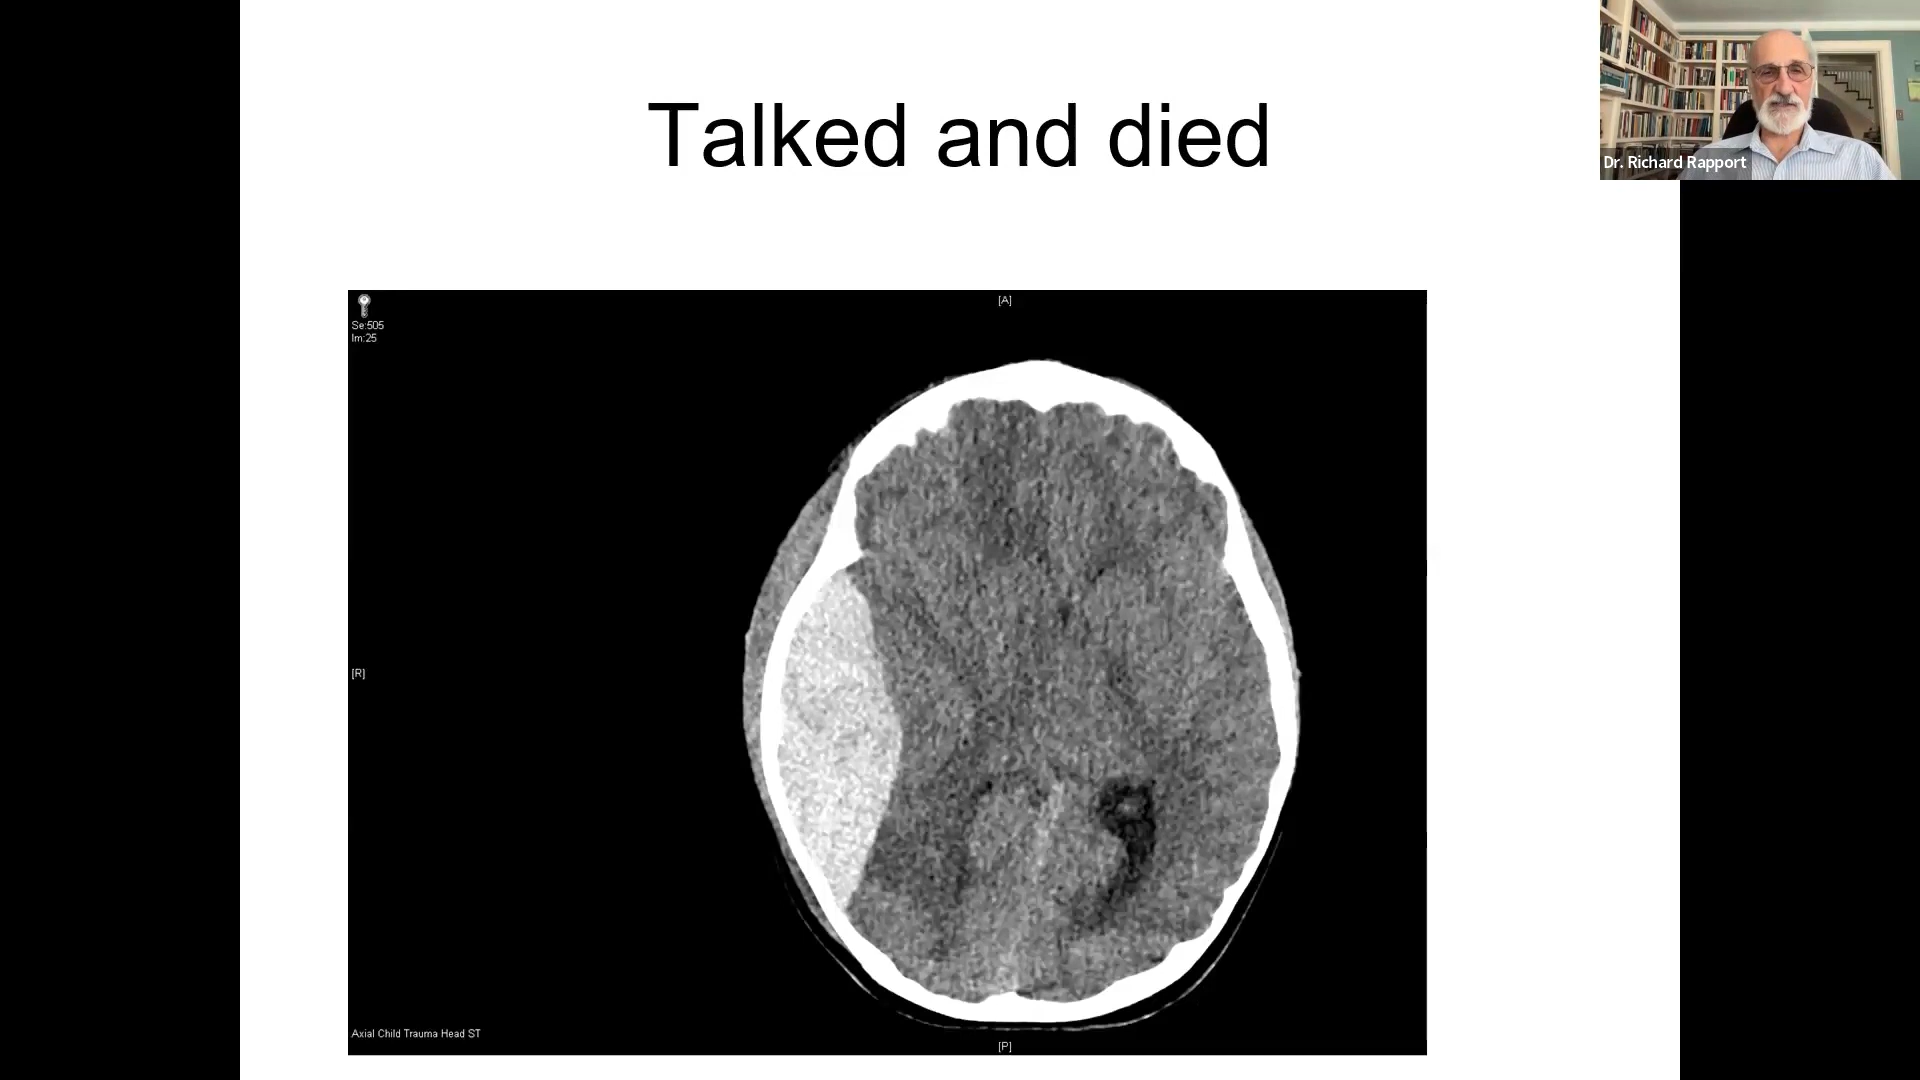 Talked and died
Dr. Richard Rapport
[A]
Se:505
Im:25
[R]
Axial Child Trauma Head ST
[P]